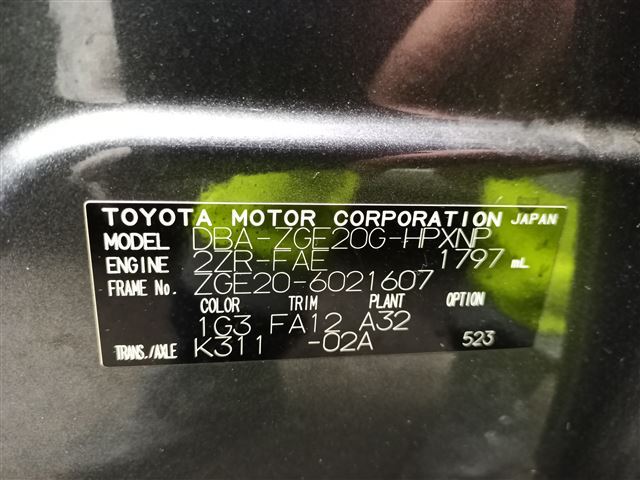 TOYOTA MOTOR CORPORATION JAPAN
MODEL DBA-ZGE20G-HPXNP
ENGINE 2ZR-FAE 1797 mL
FRAME No. ZGE20-6021607
COLOR TRIM PLANT OPTION
1G3 FA12 A32
TRANS./AXLE K311 -02A 523